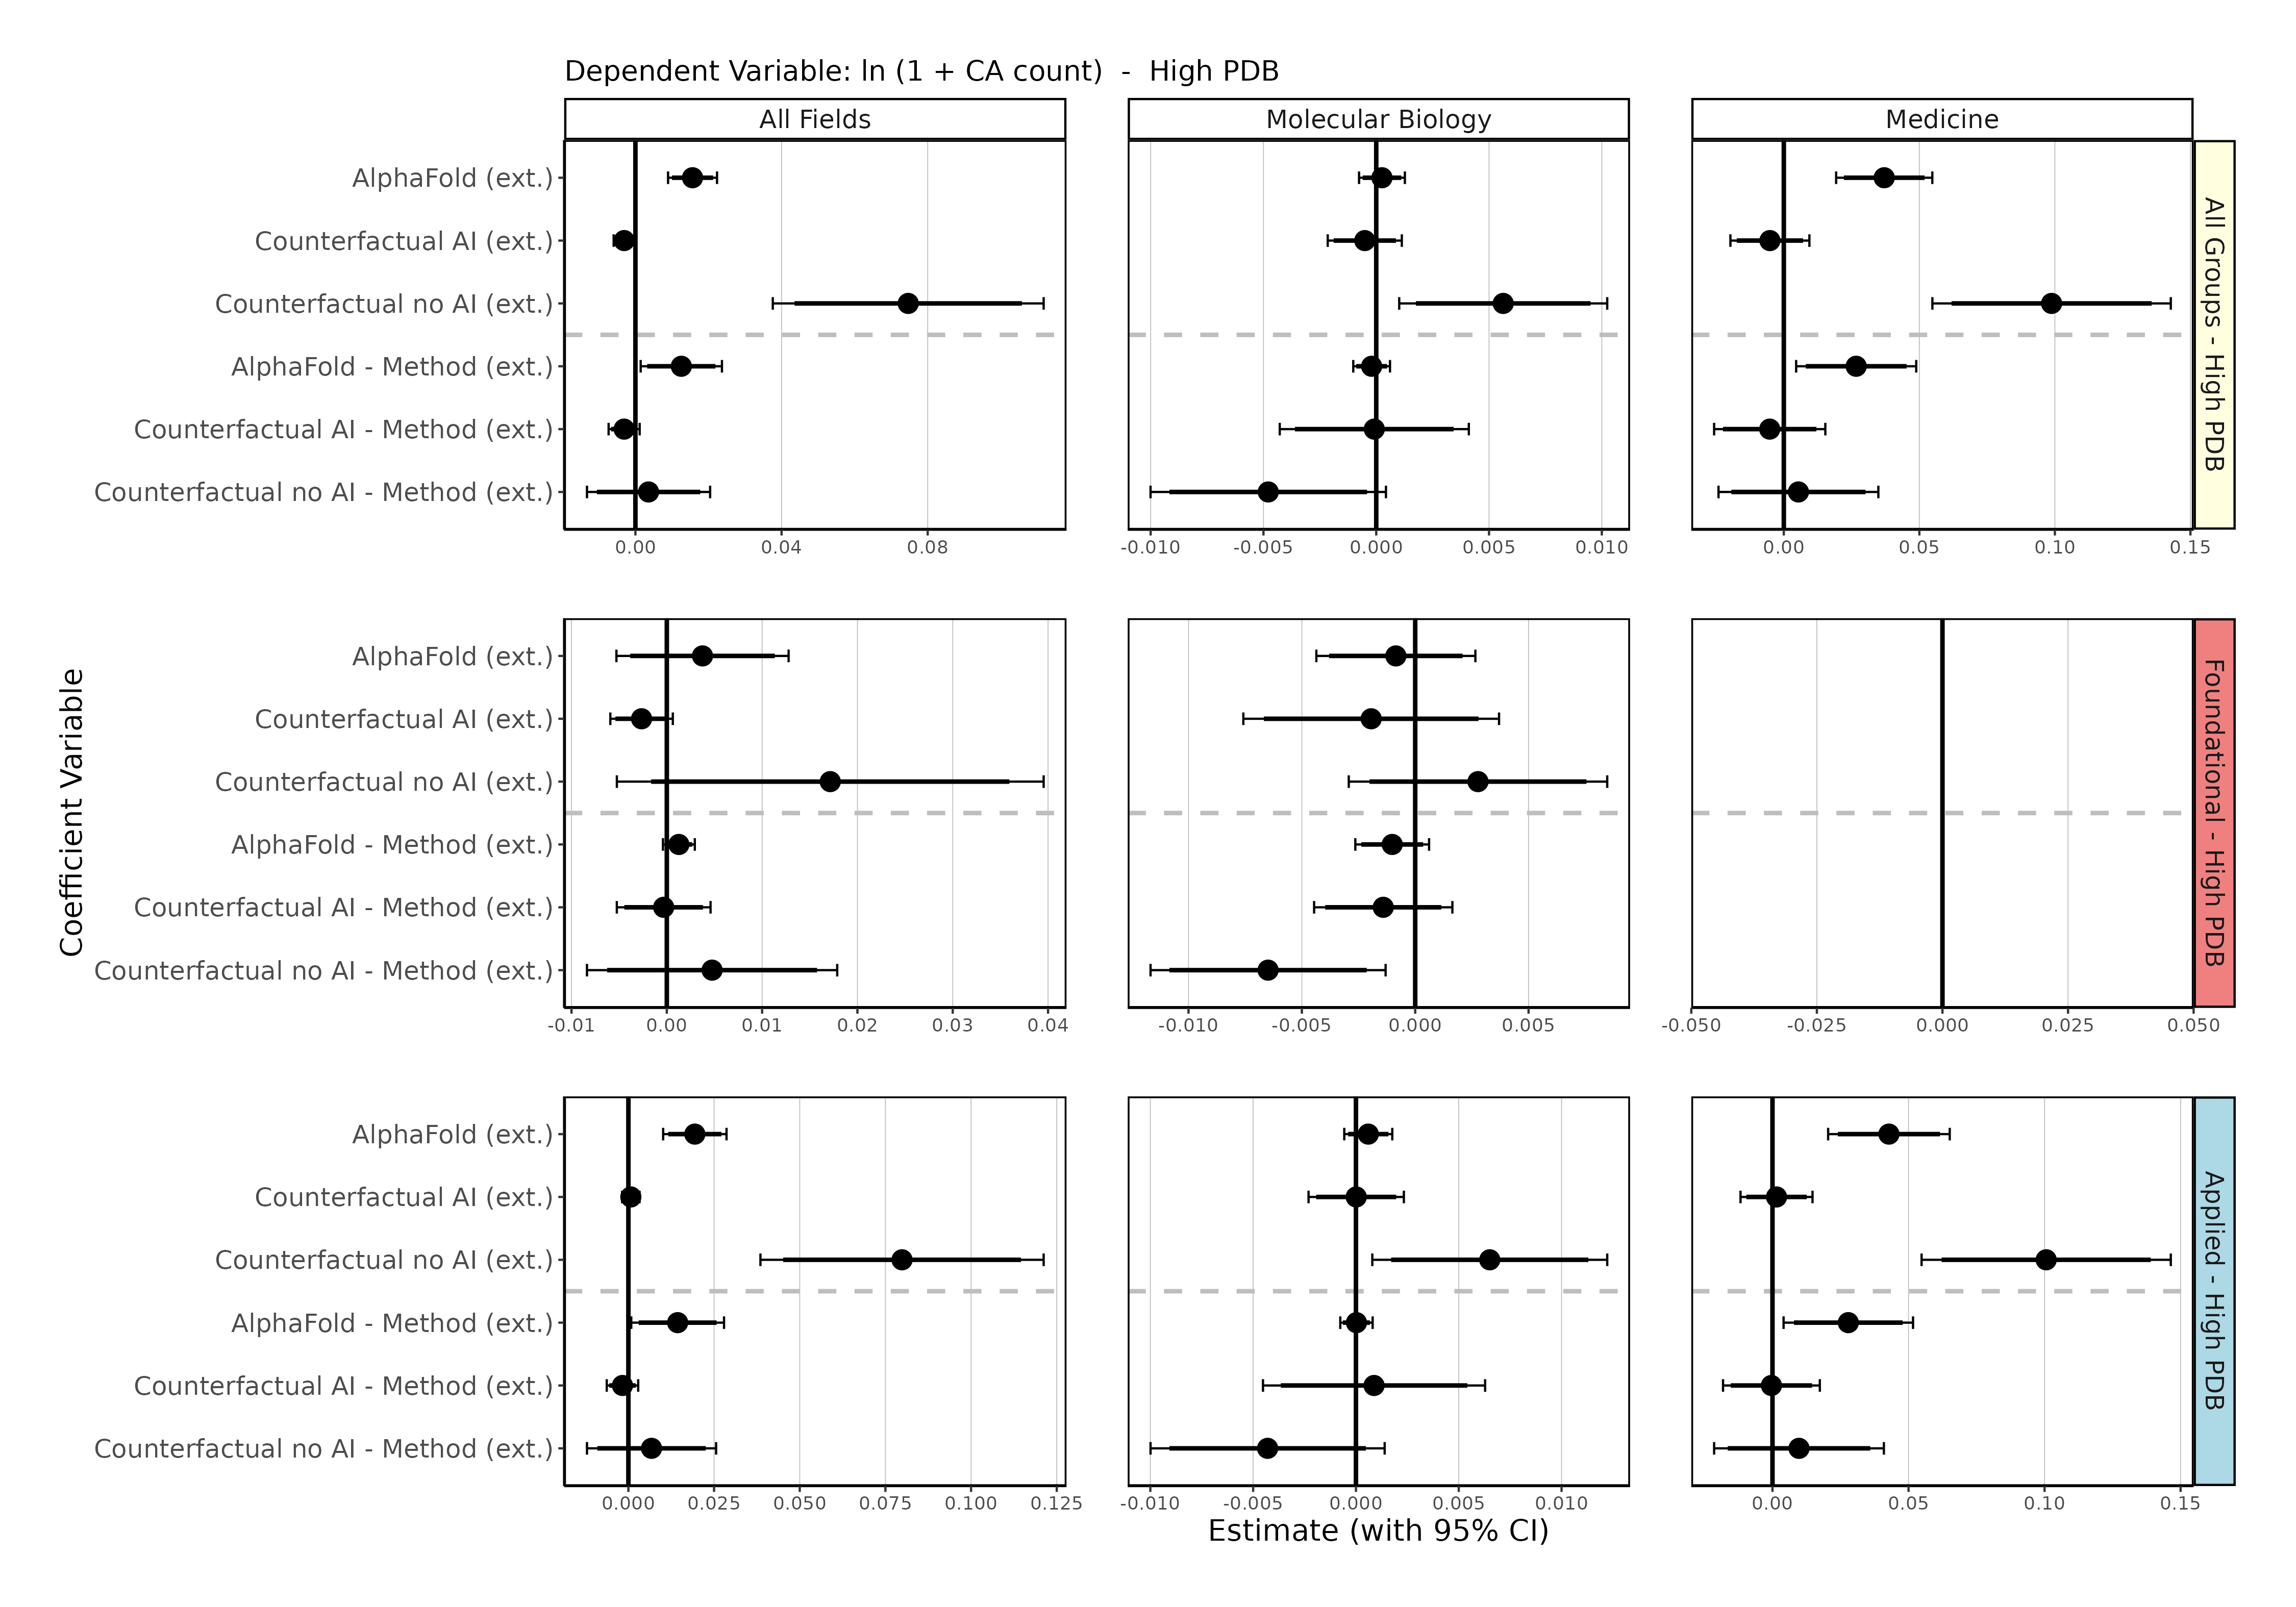 Dependent Variable: ln (1 + CA count)  -  High PDB
All Fields
Molecular Biology
Medicine
AlphaFold (ext.)
Counterfactual AI (ext.)
Counterfactual no AI (ext.)
AlphaFold - Method (ext.)
Counterfactual AI - Method (ext.)
Counterfactual no AI - Method (ext.)
0.00 0.04 0.08
-0.010 -0.005 0.000 0.005 0.010
0.00 0.05 0.10 0.15
All Groups - High PDB
Coefficient Variable
AlphaFold (ext.)
Counterfactual AI (ext.)
Counterfactual no AI (ext.)
AlphaFold - Method (ext.)
Counterfactual AI - Method (ext.)
Counterfactual no AI - Method (ext.)
-0.01 0.00 0.01 0.02 0.03 0.04
-0.010 -0.005 0.000 0.005
-0.050 -0.025 0.000 0.025 0.050
Foundational - High PDB
AlphaFold (ext.)
Counterfactual AI (ext.)
Counterfactual no AI (ext.)
AlphaFold - Method (ext.)
Counterfactual AI - Method (ext.)
Counterfactual no AI - Method (ext.)
0.000 0.025 0.050 0.075 0.100 0.125
-0.010 -0.005 0.000 0.005 0.010
0.00 0.05 0.10 0.15
Applied - High PDB
Estimate (with 95% CI)